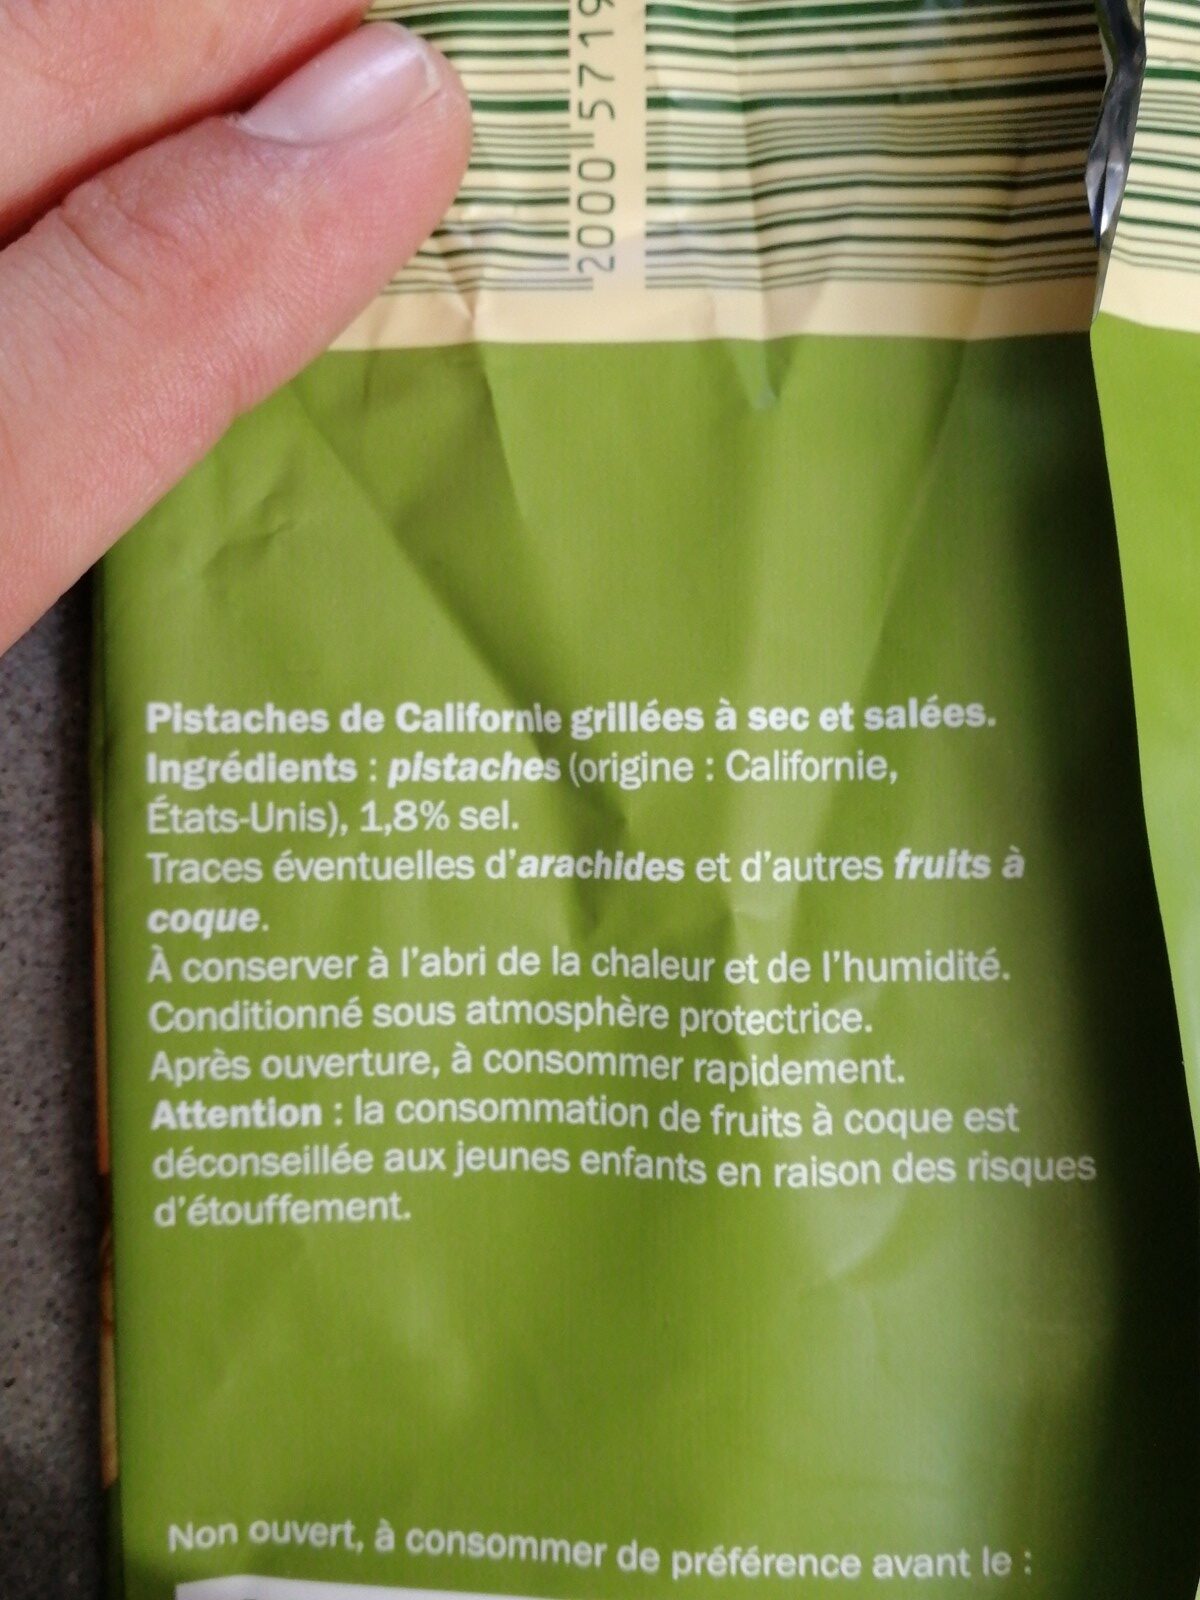 2000 5719
Pistaches de Californie grillées à sec et salées.
Ingrédients : pistaches (origine : Californie,
États-Unis), 1,8% sel.
Traces éventuelles d'arachides et d'autres fruits à
coque.
À conserver à l'abri de la chaleur et de l'humidité.
Conditionné sous atmosphère protectrice.
Après ouverture, à consommer rapidement.
Attention : la consommation de fruits à coque est
déconseillée aux jeunes enfants en raison des risques
d'étouffement.
Non ouvert, à consommer de préférence avant le :